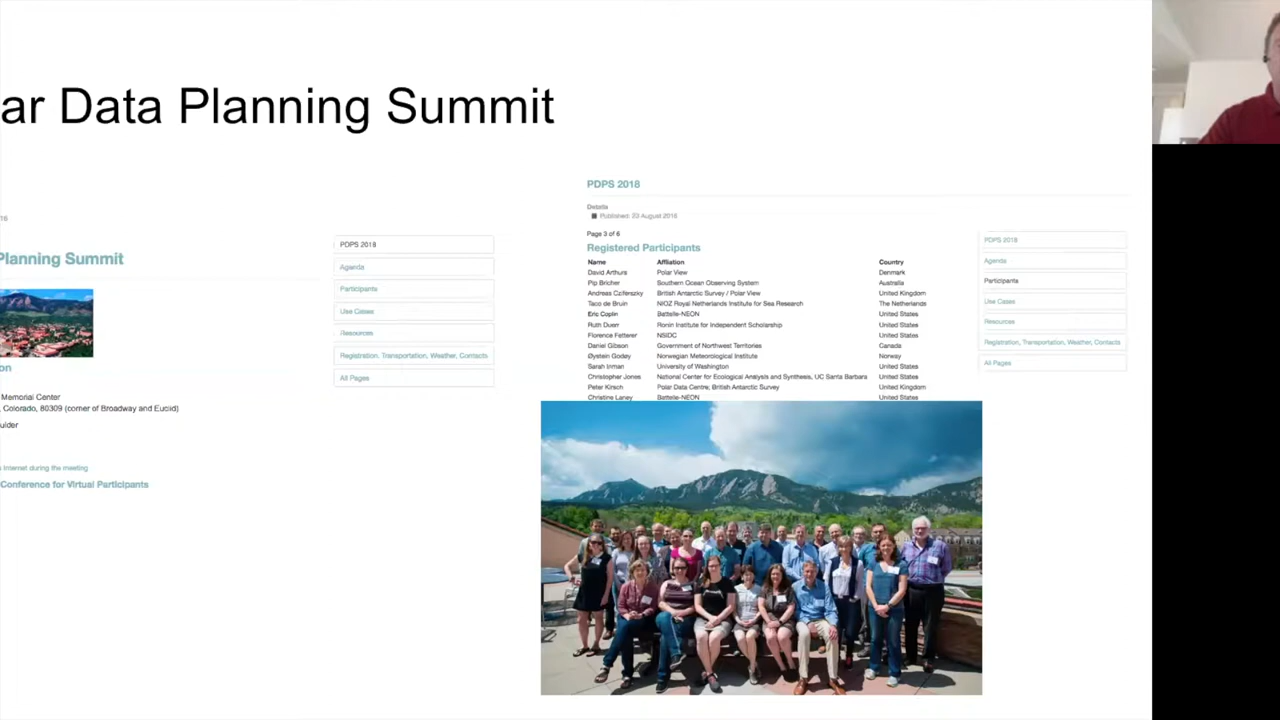 ar Data Planning Summit
16
Planning Summit
on
Memorial Center
, Colorado, 80309 (corner of Broadway and Euclid)
ulder
s Internet during the meeting
Conference for Virtual Participants
PDPS 2018
Agenda
Participants
Use Cases
Resources
Registration, Transportation, Weather, Contacts
All Pages
PDPS 2018
Details
Published: 20 August 2018
Page 3 of 6
Registered Participants
Name Affliation Country
David Arthurs Polar View Denmark
Pip Bricher Southern Ocean Observing System Australia
Andreas Cziferszky British Antarctic Survey / Polar View United Kingdom
Taco de Bruin NIOZ Royal Netherlands Institute for Sea Research The Netherlands
Eric Coplin Battelle-NEON United States
Ruth Duerr Ronin Institute for Independent Scholarship United States
Florence Fetterer NSIDC United States
Daniel Gibson Government of Northwest Territories Canada
Øystein Godøy Norwegian Meteorological Institute Norway
Sarah Inman University of Washington United States
Christopher Jones National Center for Ecological Analysis and Synthesis, UC Santa Barbara United States
Peter Kirsch Polar Data Centre, British Antarctic Survey United Kingdom
Christine Laney Battelle-NEON United States
PDPS 2018
Agenda
Participants
Use Cases
Resources
Registration, Transportation, Weather, Contacts
All Pages